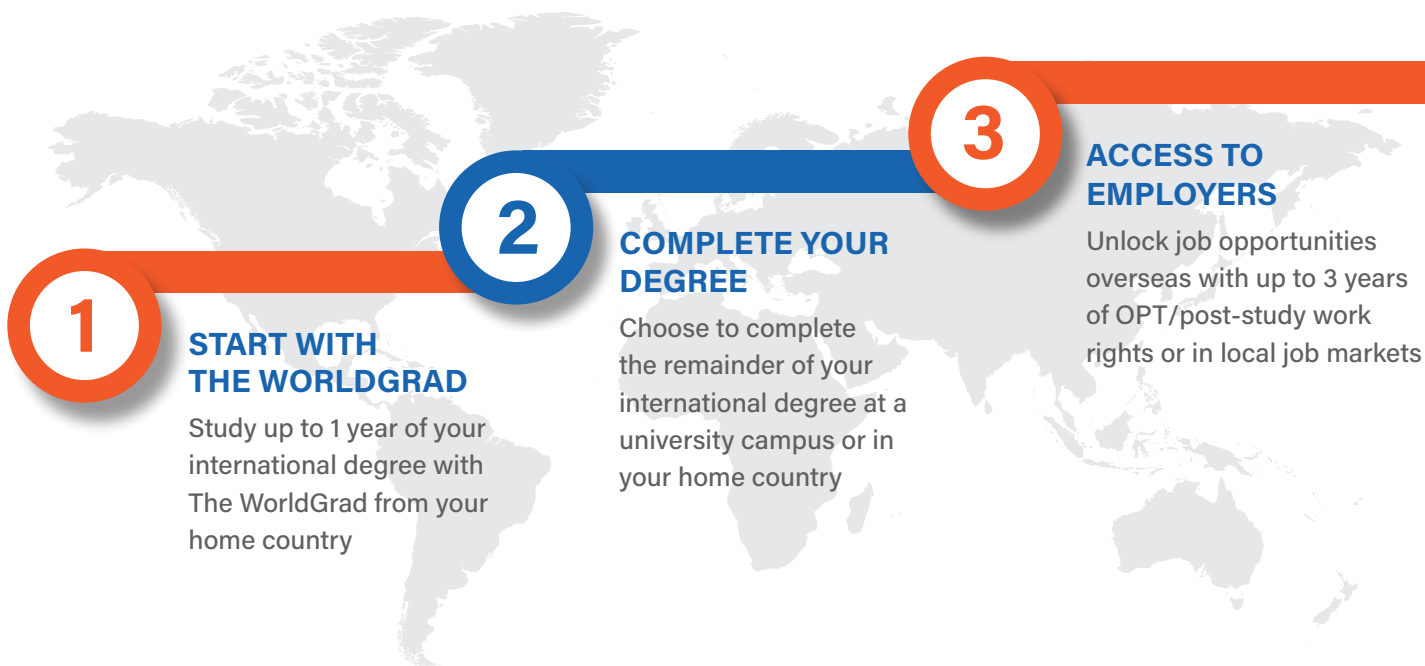 1
START WITH
THE WORLDGRAD
Study up to 1 year of your
international degree with
The WorldGrad from your
home country
2
COMPLETE YOUR
DEGREE
Choose to complete
the remainder of your
international degree at a
university campus or in
your home country
3
ACCESS TO
EMPLOYERS
Unlock job opportunities
overseas with up to 3 years
of OPT/post-study work
rights or in local job markets